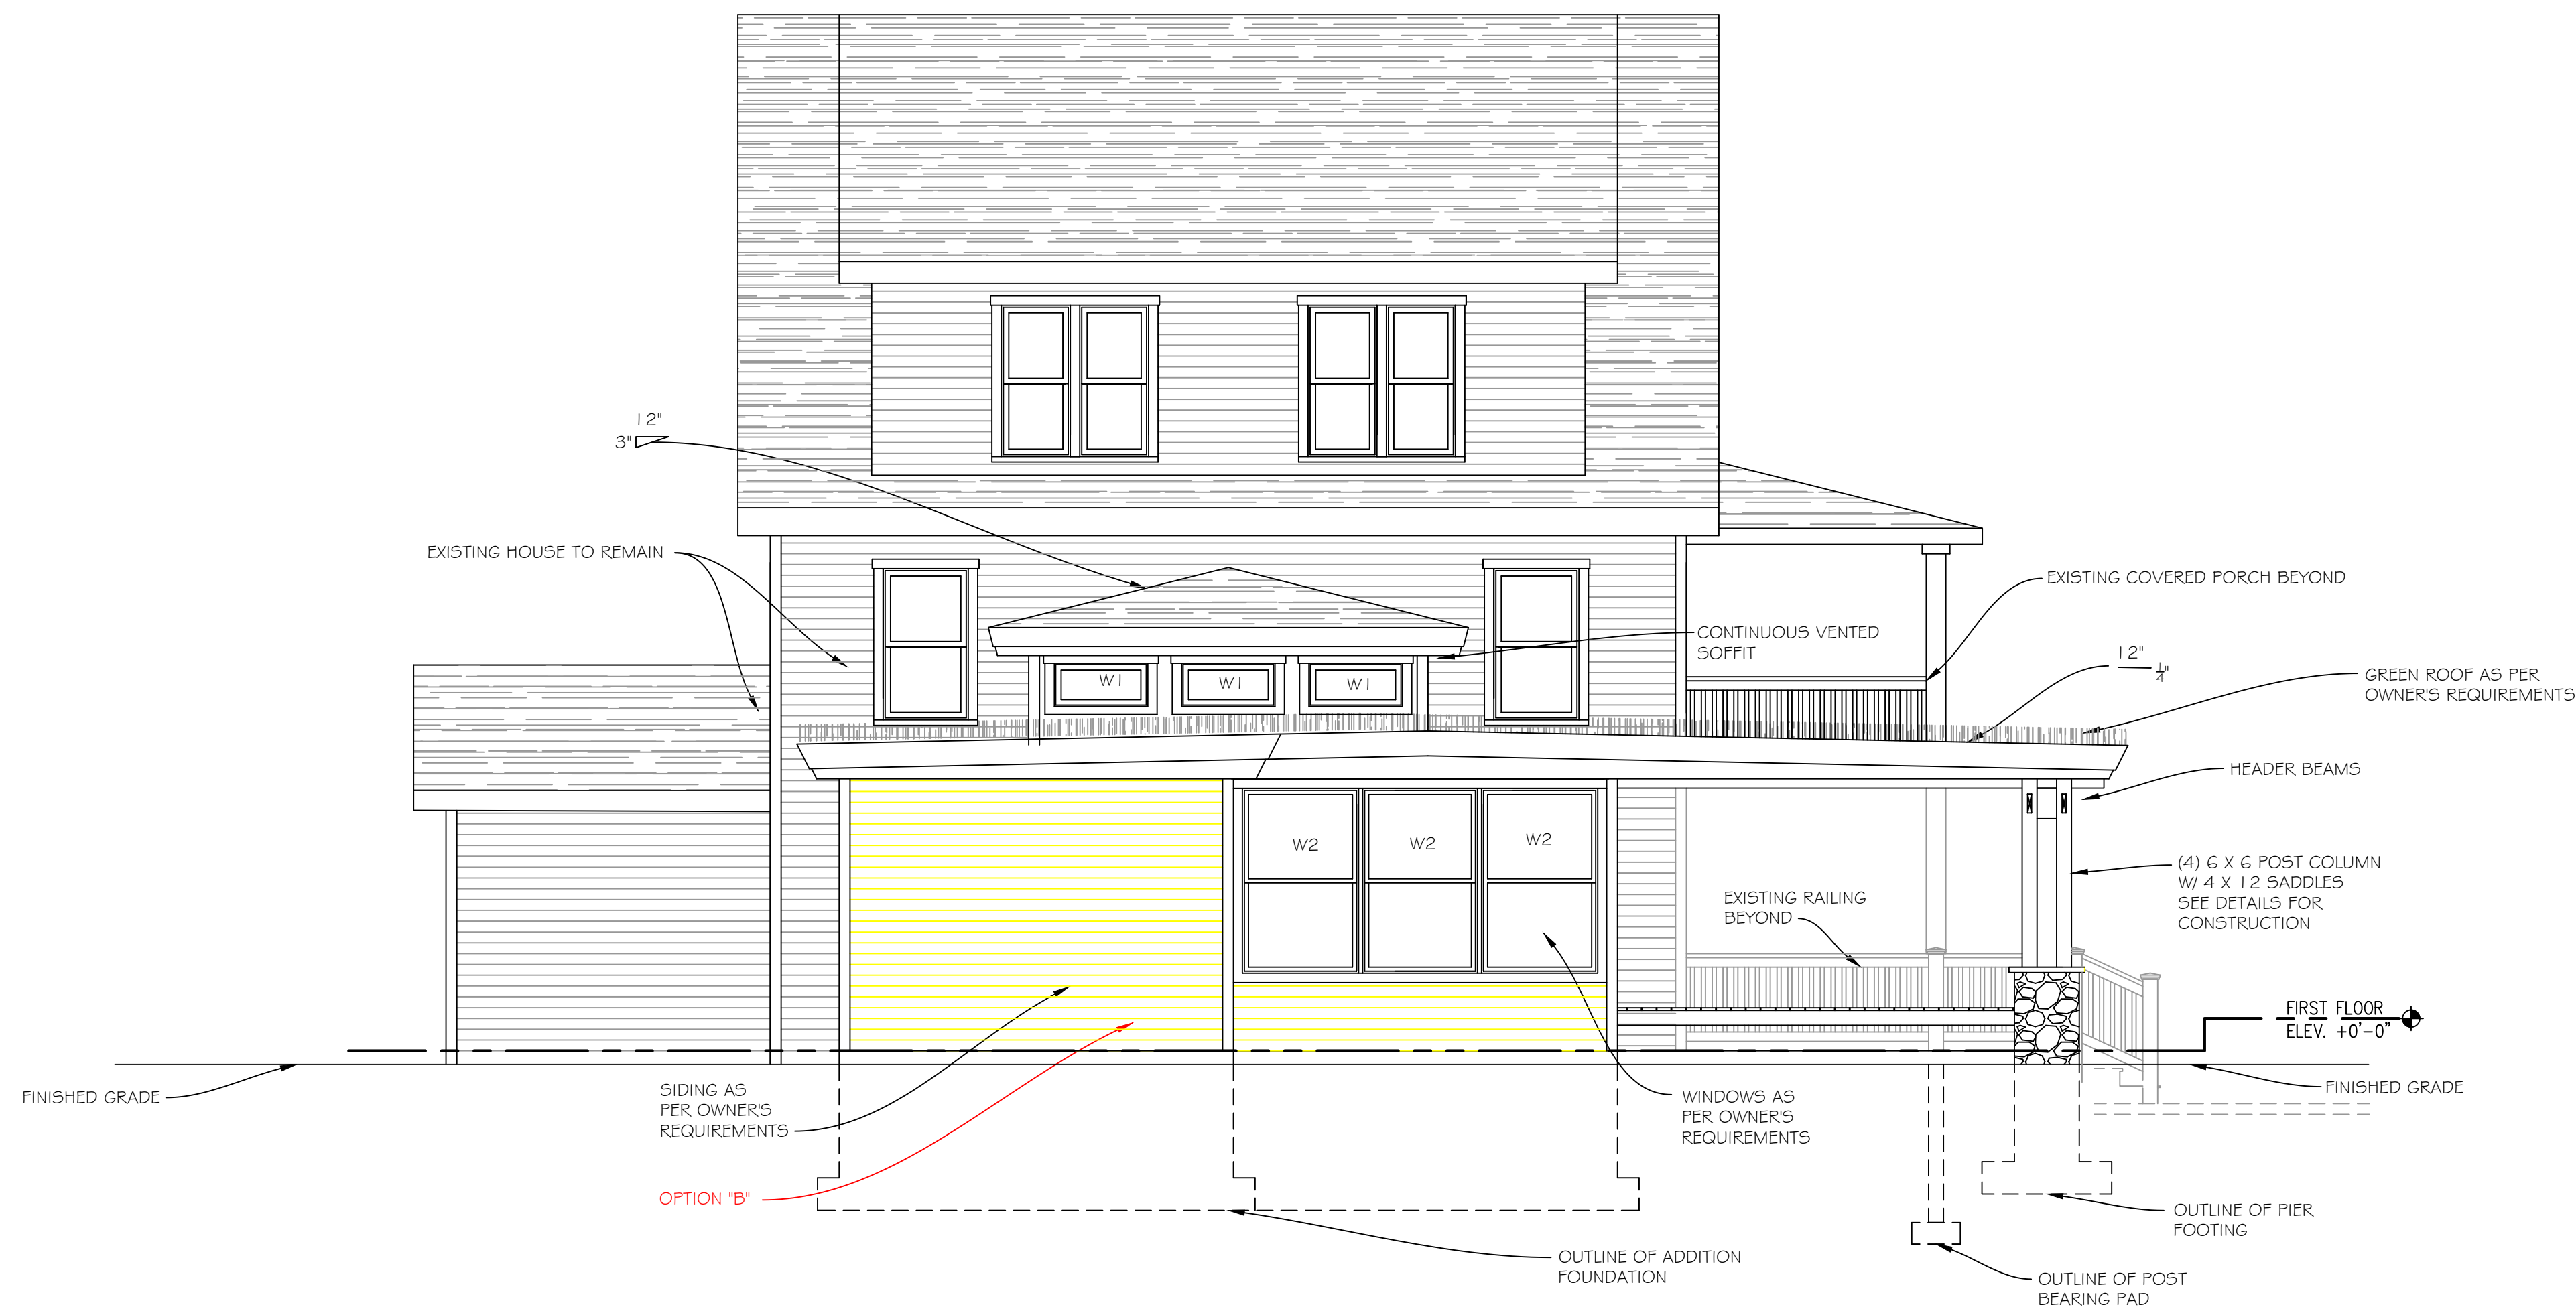 12"
3"
EXISTING HOUSE TO REMAIN
EXISTING COVERED PORCH BEYOND
CONTINUOUS VENTED
SOFFIT
12"
1/4"
GREEN ROOF AS PER
OWNER'S REQUIREMENTS
W1
W1
W1
HEADER BEAMS
W2
W2
W2
(4) 6 X 6 POST COLUMN
W/ 4 X 12 SADDLES
SEE DETAILS FOR
CONSTRUCTION
EXISTING RAILING
BEYOND
FIRST FLOOR
ELEV. +0'-0"
FINISHED GRADE
FINISHED GRADE
SIDING AS
PER OWNER'S
REQUIREMENTS
WINDOWS AS
PER OWNER'S
REQUIREMENTS
OPTION "B"
OUTLINE OF PIER
FOOTING
OUTLINE OF ADDITION
FOUNDATION
OUTLINE OF POST
BEARING PAD